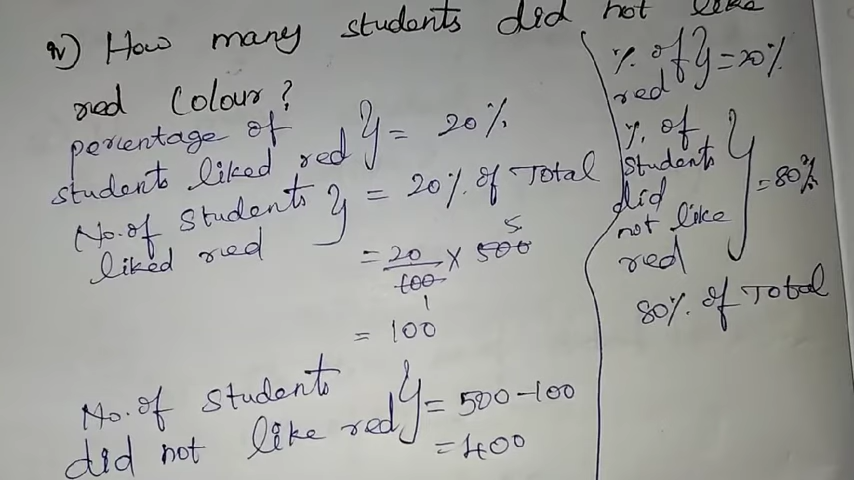 iv) How many students did not like
red Colour?
percentage of
students liked red } = 20%
No. of Students
liked red } = 20% of Total
= 20/100 × 500
5
1
= 100
No. of Students
did not like red } = 500 - 100
= 400
% of
red } = 20%
% of
Students
did
not like
red } = 80%
80% of Total